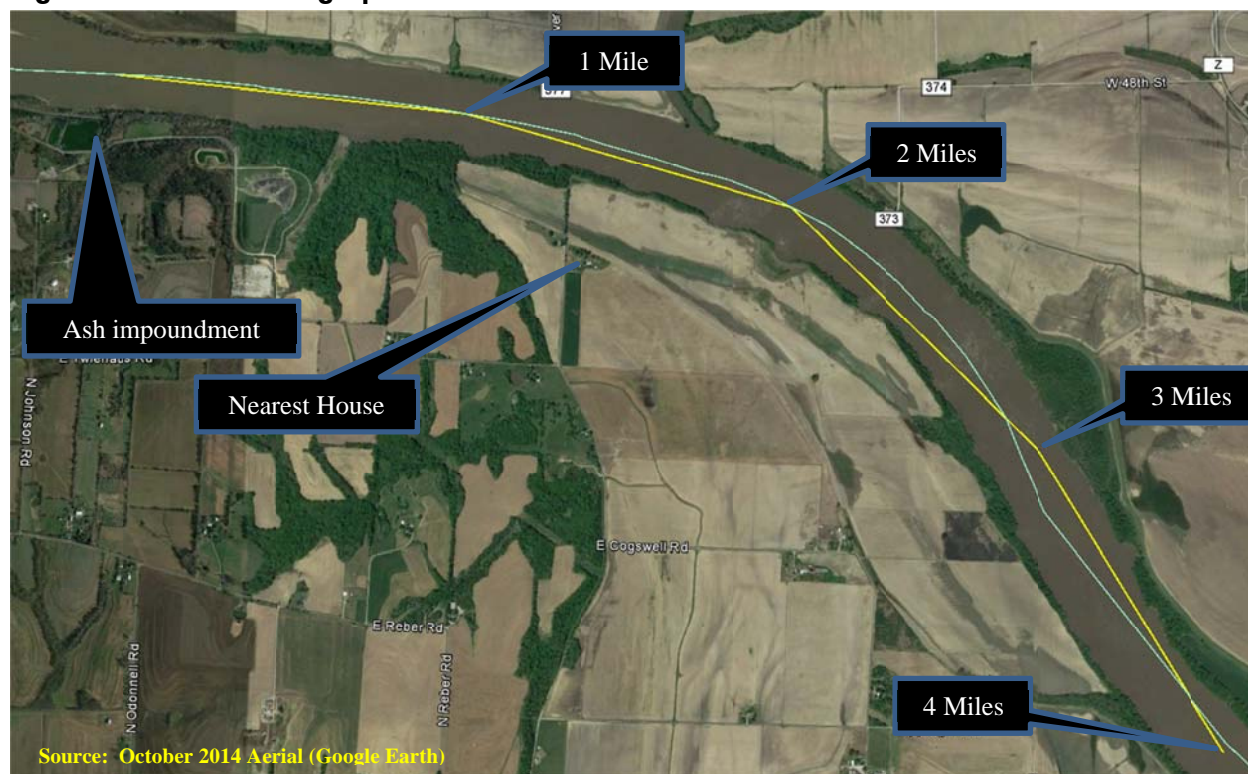 1 Mile
377
Z
374
W 48th St
2 Miles
373
Ash impoundment
Nearest House
3 Miles
N Johnson Rd
E Cogswell Rd
E Reber Rd
N Odonnell Rd
N Reber Rd
4 Miles
Source: October 2014 Aerial (Google Earth)